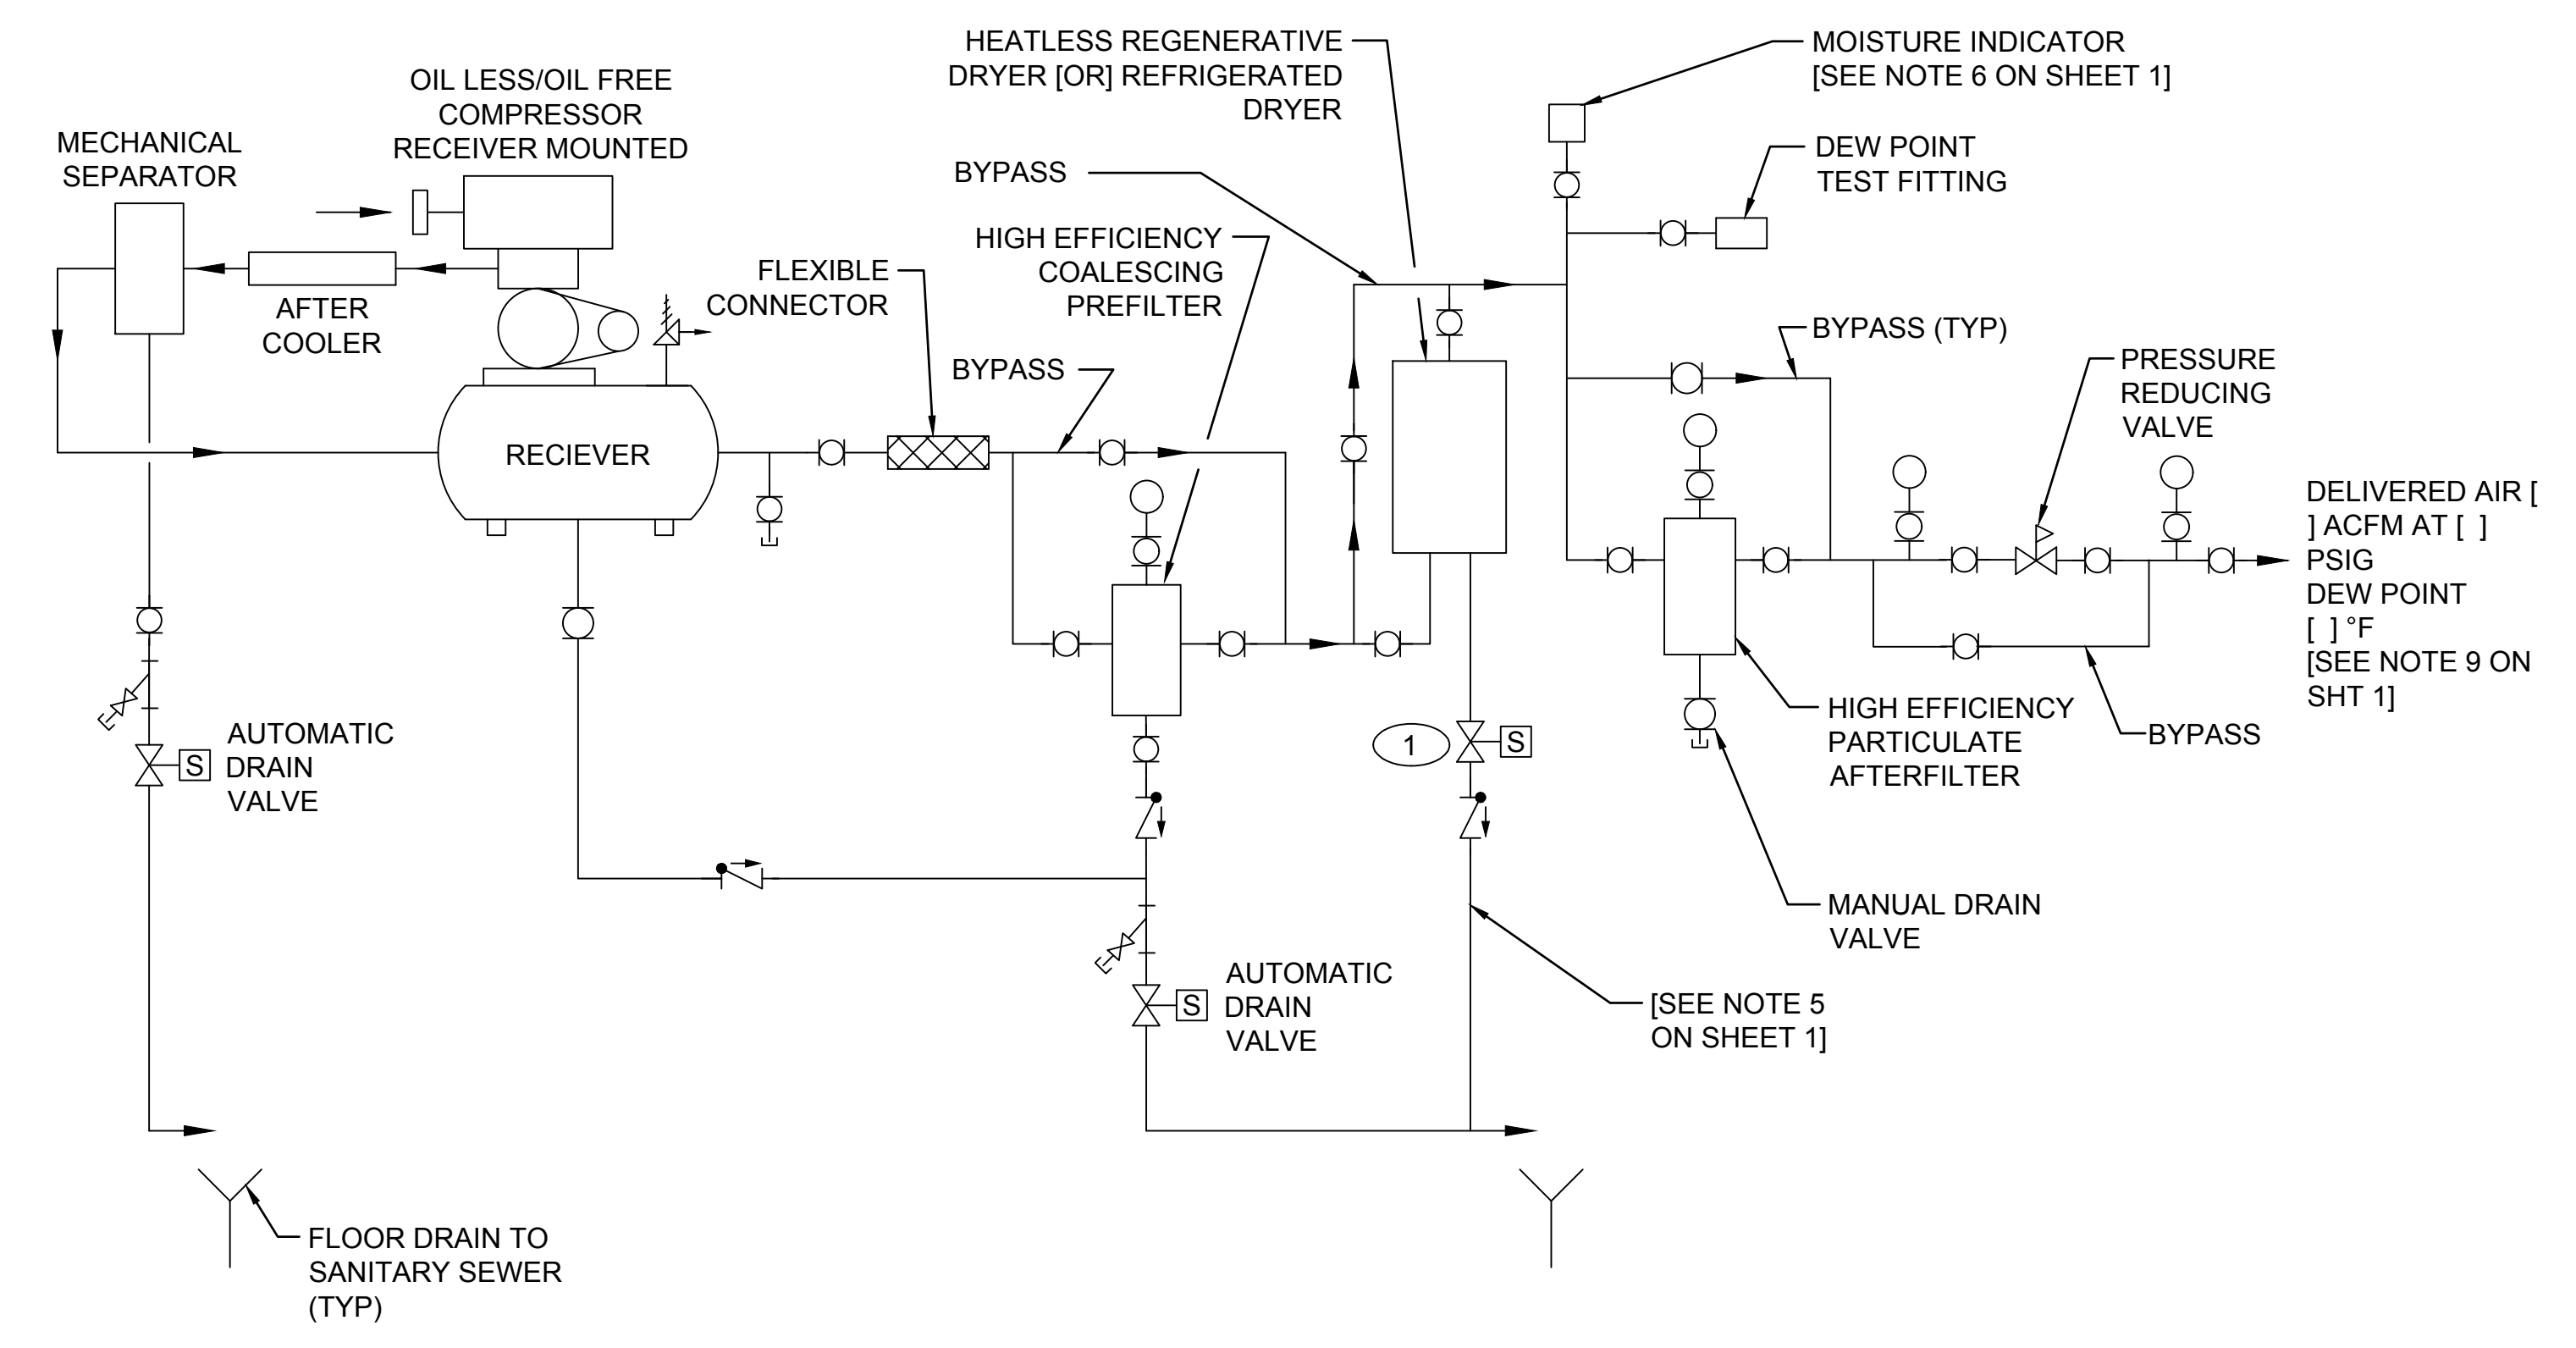 HEATLESS REGENERATIVE
DRYER [OR] REFRIGERATED
DRYER
MOISTURE INDICATOR
[SEE NOTE 6 ON SHEET 1]
OIL LESS/OIL FREE
COMPRESSOR
RECEIVER MOUNTED
MECHANICAL
SEPARATOR
BYPASS
DEW POINT
TEST FITTING
HIGH EFFICIENCY
COALESCING
PREFILTER
FLEXIBLE
CONNECTOR
AFTER
COOLER
BYPASS
BYPASS (TYP)
PRESSURE
REDUCING
VALVE
RECIEVER
DELIVERED AIR [
] ACFM AT [  ]
PSIG
DEW POINT
[  ] °F
[SEE NOTE 9 ON
SHT 1]
AUTOMATIC
DRAIN
VALVE
S
1
S
HIGH EFFICIENCY
PARTICULATE
AFTERFILTER
BYPASS
MANUAL DRAIN
VALVE
AUTOMATIC
DRAIN
VALVE
S
[SEE NOTE 5
ON SHEET 1]
FLOOR DRAIN TO
SANITARY SEWER
(TYP)